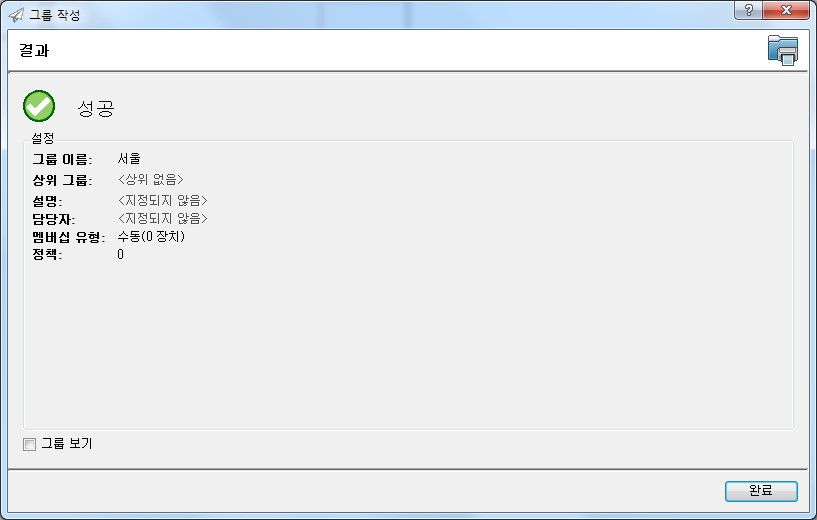 그룹 작성
결과
성공
설정
그룹 이름: 서울
상위 그룹: <상위 없음>
설명: <지정되지 않음>
담당자: <지정되지 않음>
멤버십 유형: 수동(0 장치)
정책: 0
그룹 보기
완료